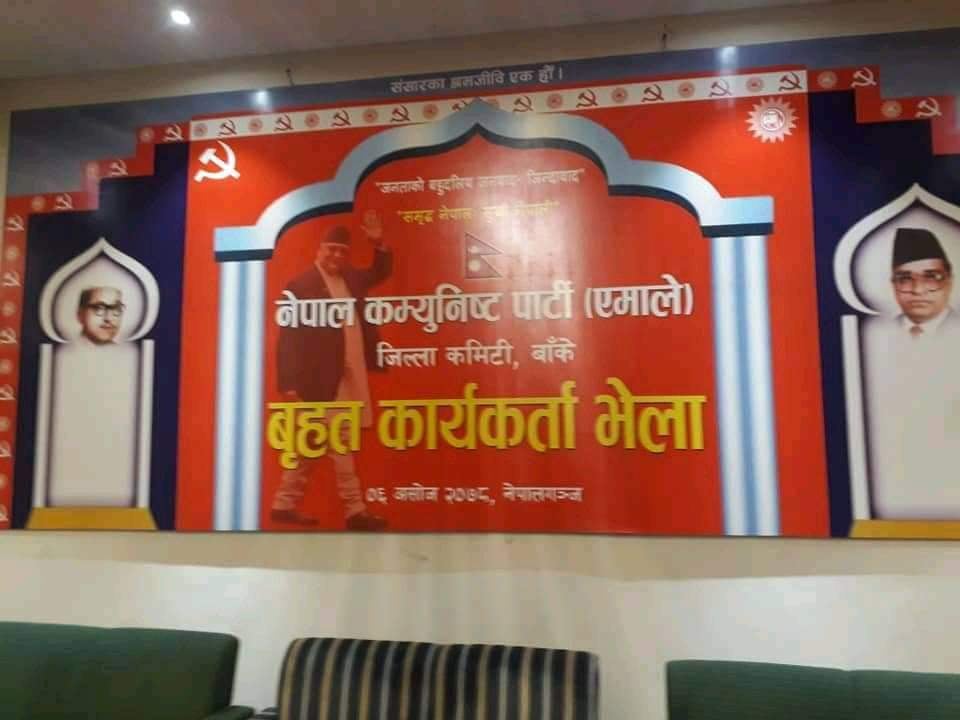 संसारका श्रमजीवि एक हौं।
"जनताको बहुदलिय जनवाद- जिन्दावाद"
"समृद्ध नेपाल
नेपाल कम्युनिष्ट पार्टी (एमाले)
जिल्ला कमिटी, बाँके
बृहत कार्यकर्ता भेला
०६ असोज २०७८, नेपालगञ्ज